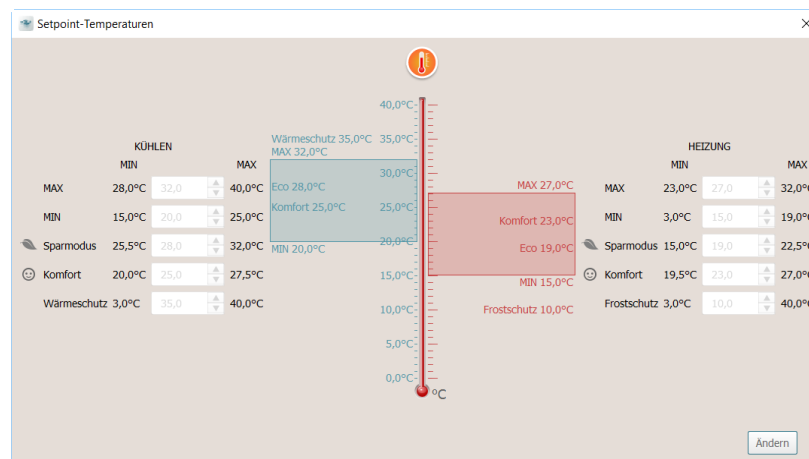 Setpoint-Temperaturen
40,0°C
Wärmeschutz 35,0°C 35,0°C
KÜHLEN
MAX 32,0°C
HEIZUNG
MIN MAX
30,0°C
MIN MAX
MAX 28,0°C 32,0 40,0°C
Eco 28,0°C
MAX 27,0°C
MAX 23,0°C 27,0 32,0°
Komfort 25,0°C 25,0°C
MIN 15,0°C 20,0 25,0°C
Komfort 23,0°C
MIN 3,0°C 15,0 19,0°
20,0°C
Sparmodus 25,5°C 28,0 32,0°C
MIN 20,0°C
Eco 19,0°C
Sparmodus 15,0°C 19,0 22,5°
Komfort 20,0°C 25,0 27,5°C
15,0°C
MIN 15,0°C
Komfort 19,5°C 23,0 27,0°
Wärmeschutz 3,0°C 35,0 40,0°C
10,0°C
Frostschutz 10,0°C
Frostschutz 3,0°C 10,0 40,0°
5,0°C
0,0°C
°C
Ändern